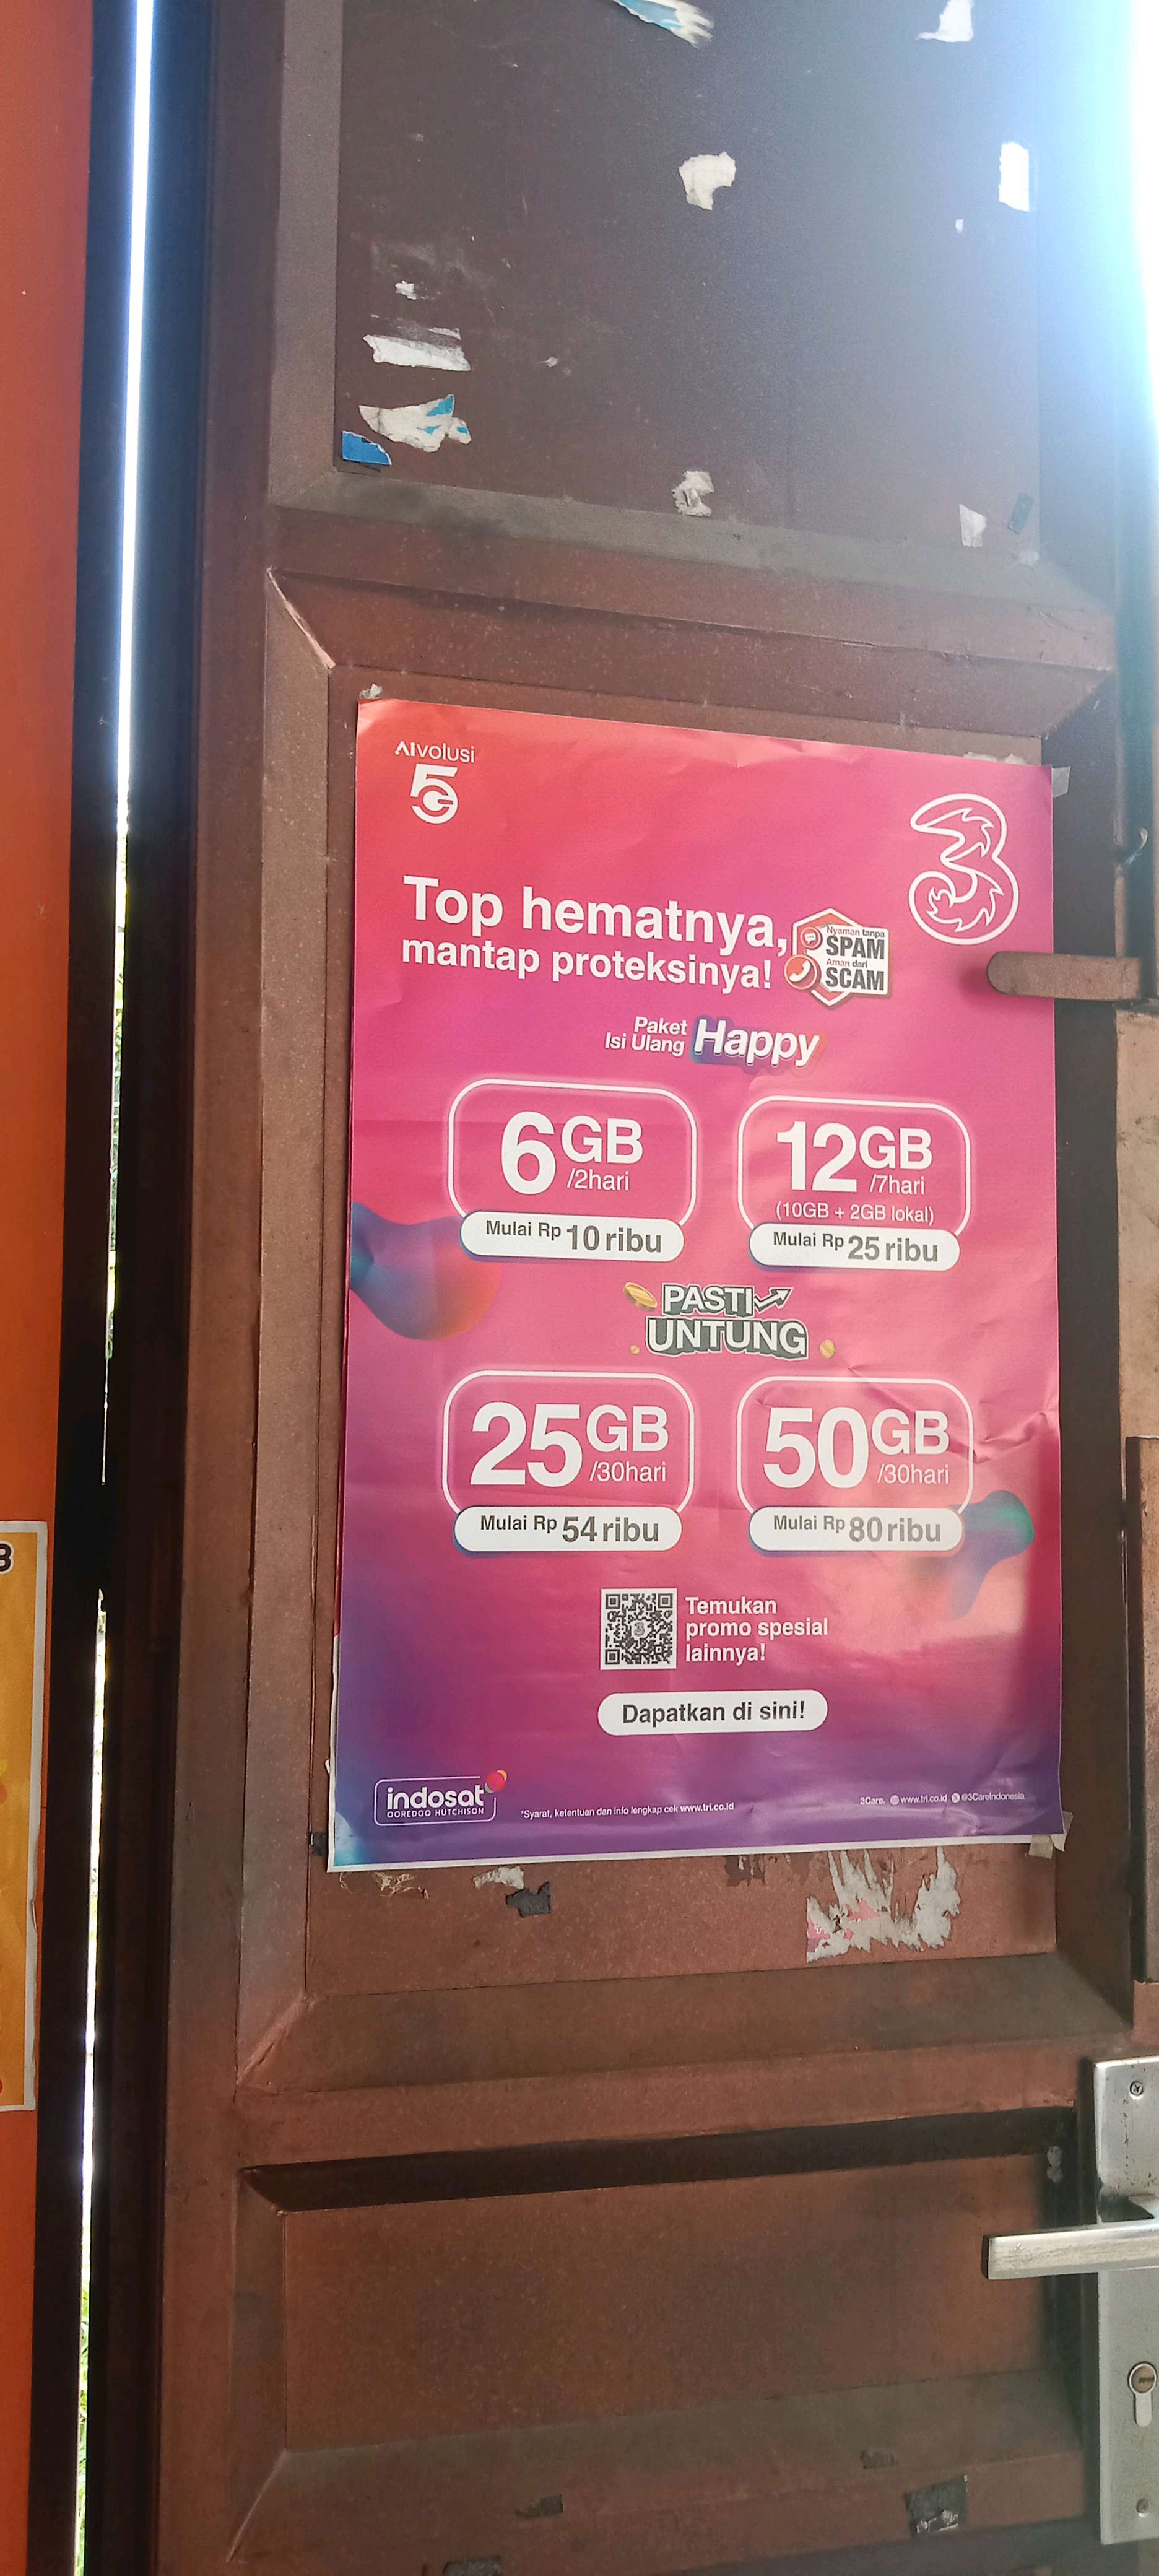 AIvolusi
5G
3
Top hematnya,
mantap proteksinya!
Nyaman tanpa
SPAM
Aman dari
SCAM
Paket
Isi Ulang
Happy
6GB
/2hari
Mulai Rp 10 ribu
12GB
/7hari
(10GB + 2GB lokal)
Mulai Rp 25 ribu
PASTI
UNTUNG
25GB
/30hari
Mulai Rp 54 ribu
50GB
/30hari
Mulai Rp 80 ribu
Temukan
promo spesial
lainnya!
Dapatkan di sini!
indosat
OOREDOO HUTCHISON
*Syarat, ketentuan dan info lengkap cek www.tri.co.id
3Care. www.tri.co.id @3CareIndonesia